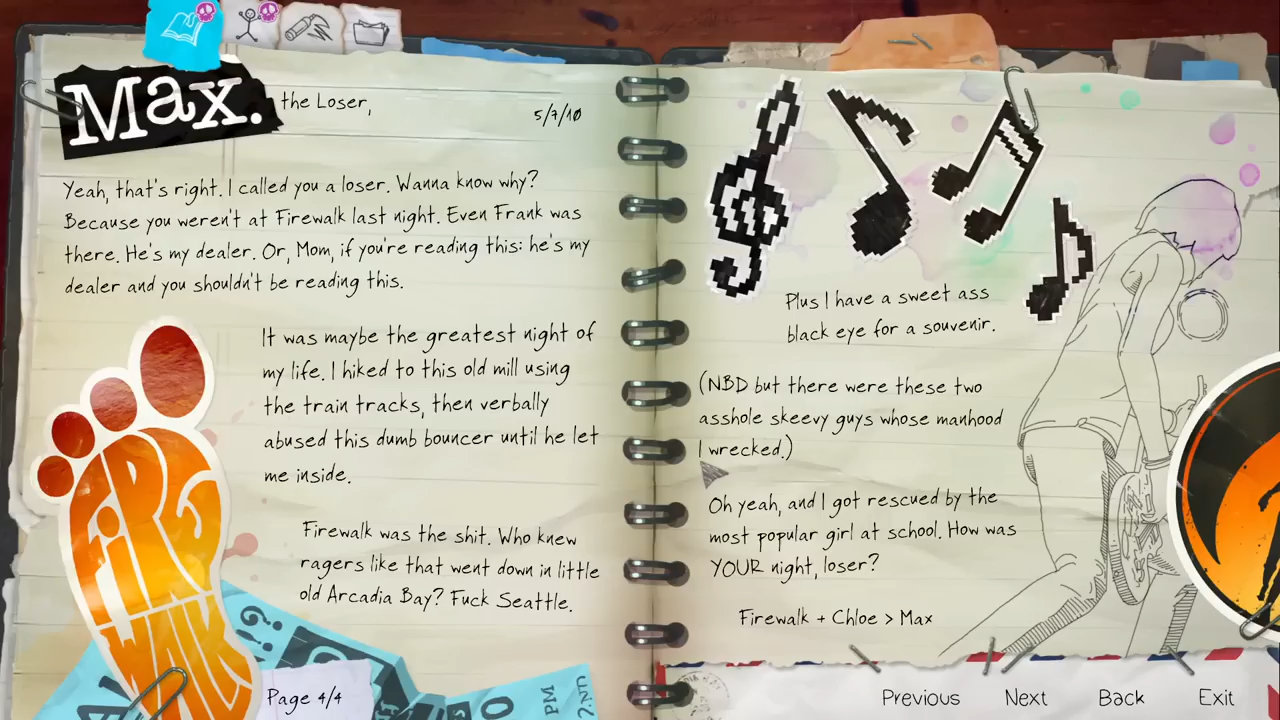 Max.
the Loser,
5/7/10
Yeah, that's right. I called you a loser. Wanna know why?
Because you weren't at Firewalk last night. Even Frank was
there. He's my dealer. Or, Mom, if you're reading this: he's my
dealer and you shouldn't be reading this.
It was maybe the greatest night of
my life. I hiked to this old mill using
the train tracks, then verbally
abused this dumb bouncer until he let
me inside.
Firewalk was the shit. Who knew
ragers like that went down in little
old Arcadia Bay? Fuck Seattle.
FIRE
WALK
Page 4/4
PM
Plus I have a sweet ass
black eye for a souvenir.
(NBD but there were these two
asshole skeevy guys whose manhood
I wrecked.)
Oh yeah, and I got rescued by the
most popular girl at school. How was
YOUR night, loser?
Firewalk + Chloe > Max
Previous
Next
Back
Exit